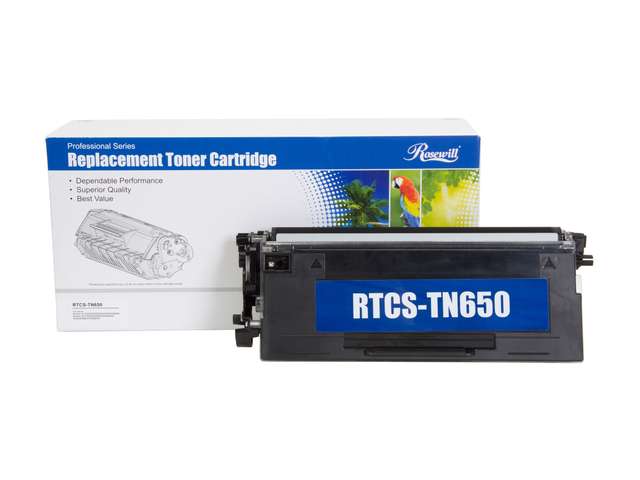 Professional Series
Replacement Toner Cartridge
Rosewill
• Dependable Performance
• Superior Quality
• Best Value
RTCS-TN650
RTCS-TN650